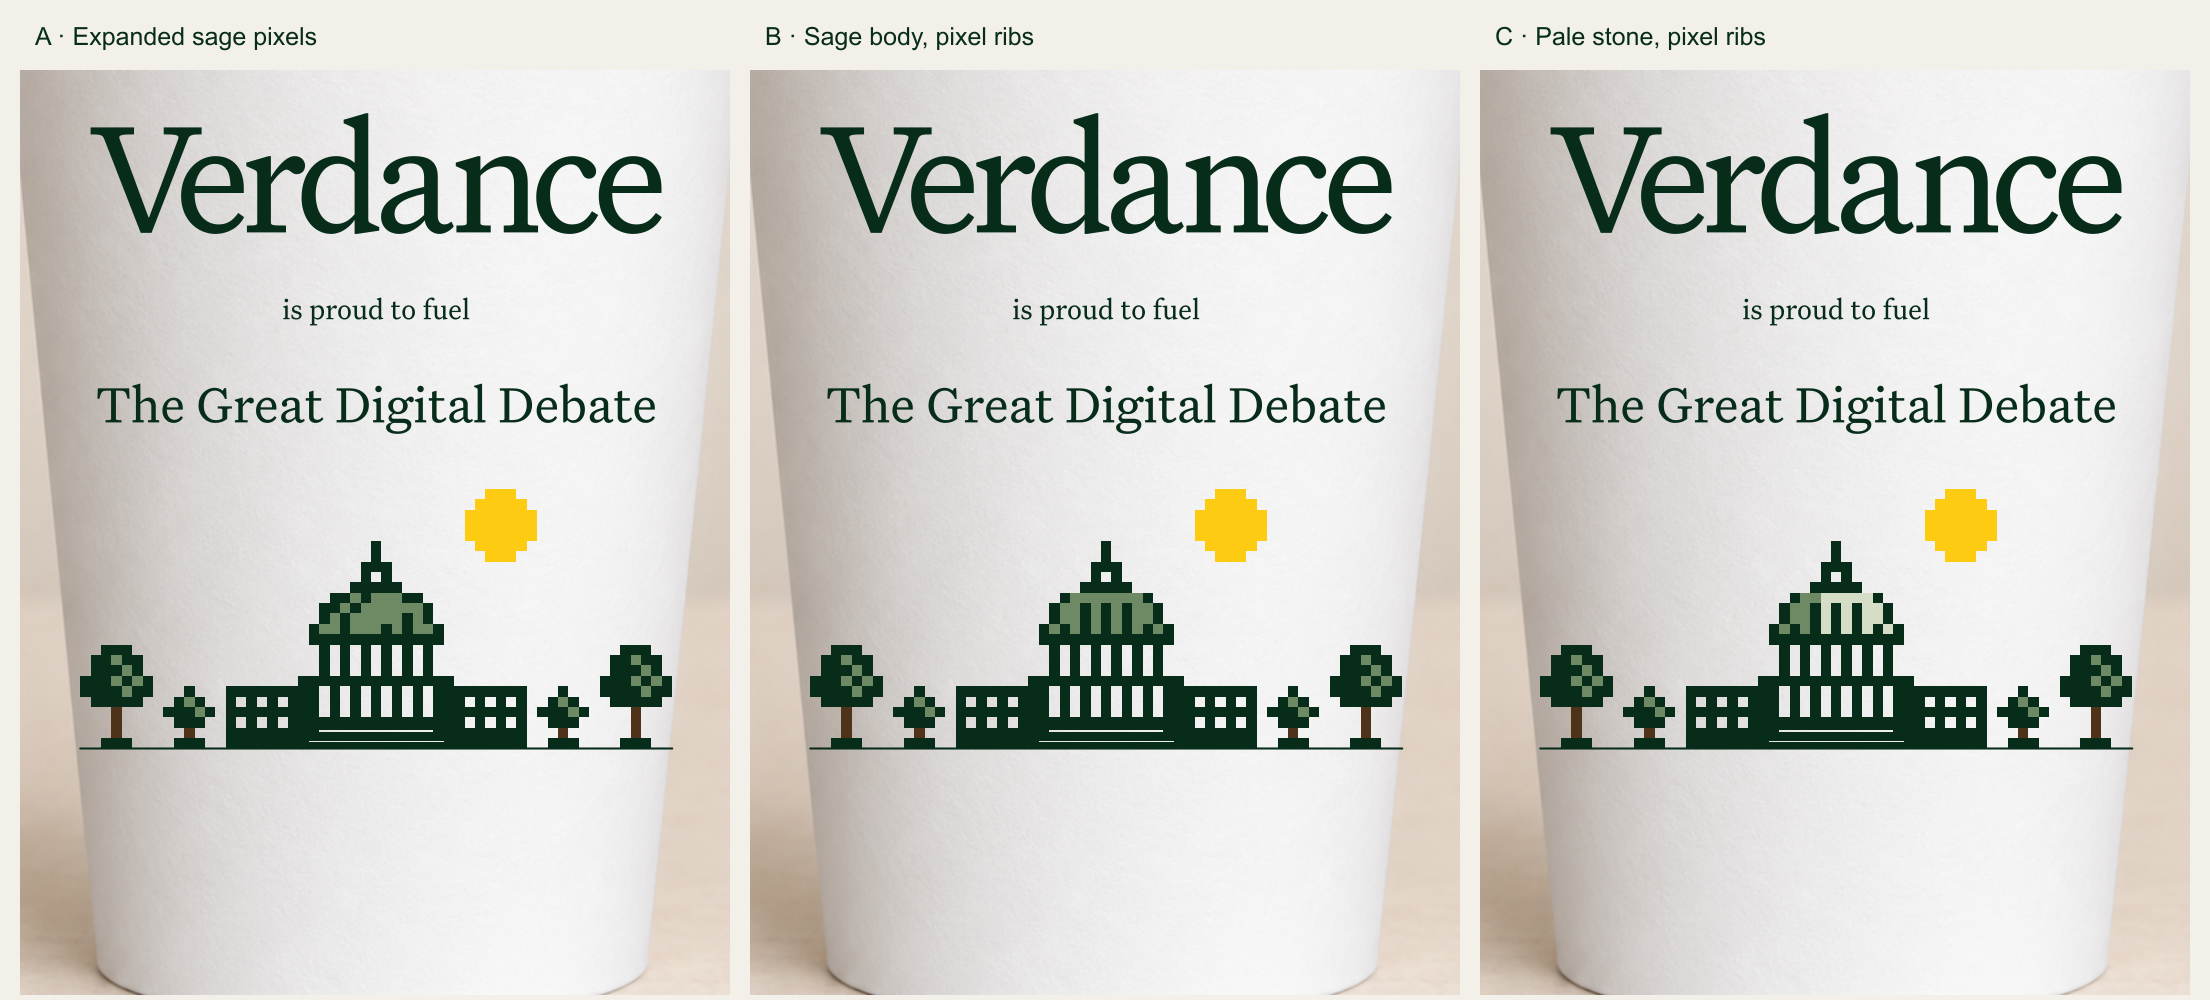 A · Expanded sage pixels
Verdance
is proud to fuel
The Great Digital Debate
B · Sage body, pixel ribs
Verdance
is proud to fuel
The Great Digital Debate
C · Pale stone, pixel ribs
Verdance
is proud to fuel
The Great Digital Debate